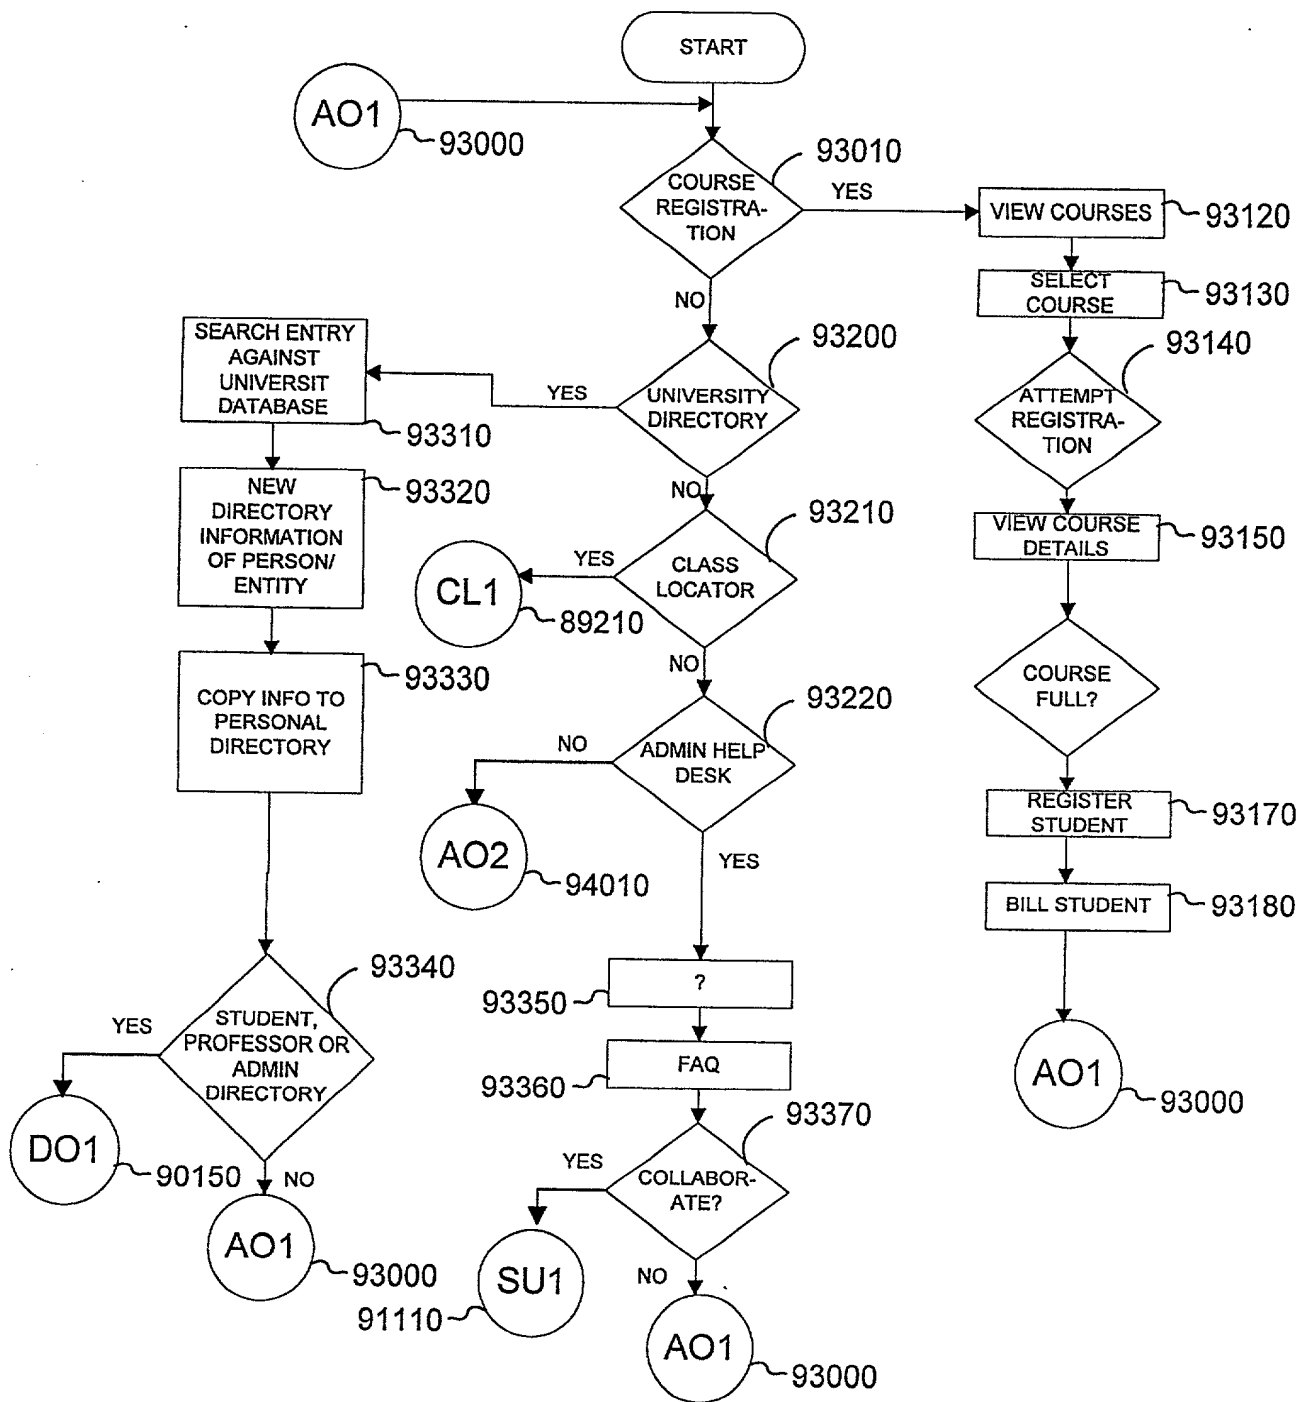 START
AO1
93000
93010
COURSE
REGISTRA-
TION
YES
VIEW COURSES
93120
NO
SELECT
COURSE
93130
SEARCH ENTRY
AGAINST
UNIVERSIT
DATABASE
93310
YES
UNIVERSITY
DIRECTORY
93200
ATTEMPT
REGISTRA-
TION
93140
NO
NEW
DIRECTORY
INFORMATION
OF PERSON/
ENTITY
93320
CL1
89210
YES
CLASS
LOCATOR
93210
VIEW COURSE
DETAILS
93150
NO
COPY INFO TO
PERSONAL
DIRECTORY
93330
COURSE
FULL?
NO
ADMIN HELP
DESK
93220
AO2
94010
YES
REGISTER
STUDENT
93170
BILL STUDENT
93180
93340
STUDENT,
PROFESSOR OR
ADMIN
DIRECTORY
YES
?
93350
FAQ
93360
AO1
93000
DO1
90150
NO
AO1
93000
93370
YES
COLLABOR-
ATE?
SU1
91110
NO
AO1
93000